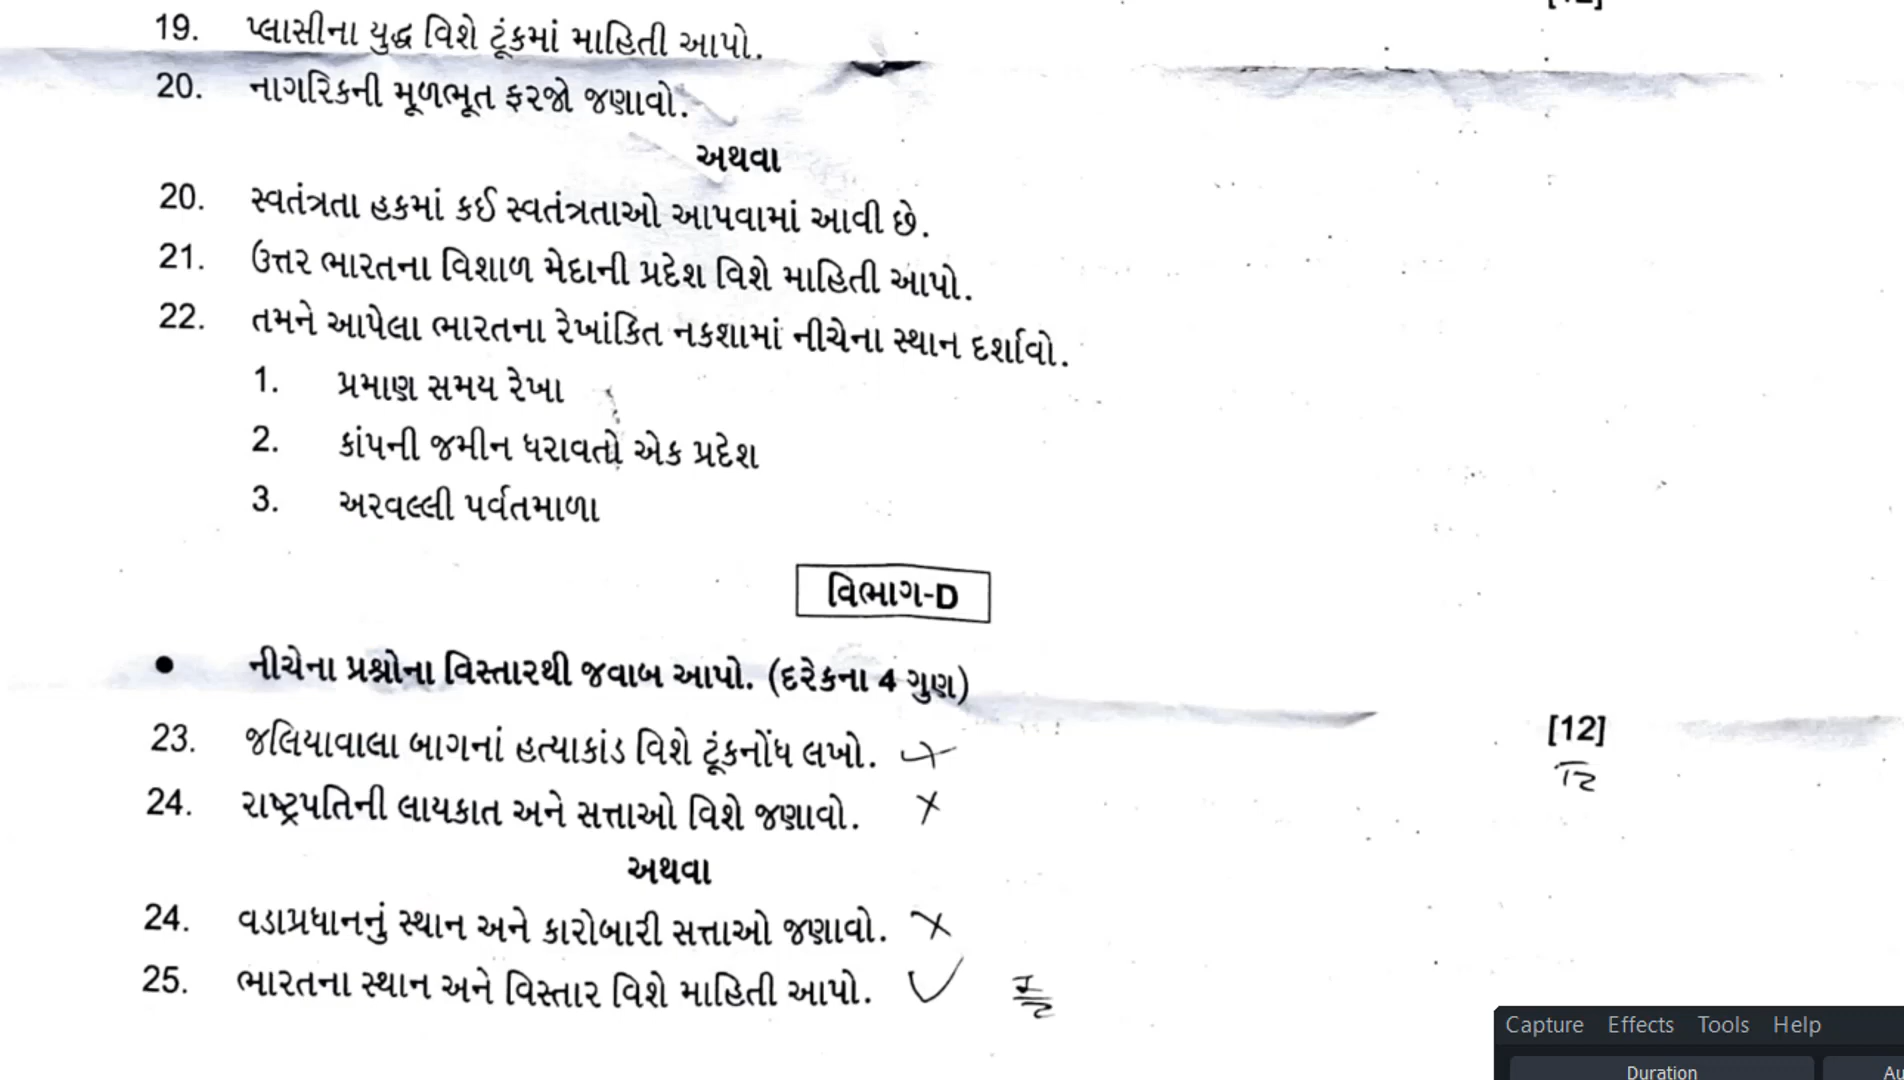 19. પ્લાસીના યુદ્ધ વિશે ટૂંકમાં માહિતી આપો.
20. નાગરિકની મૂળભૂત ફરજો જણાવો.
અથવા
20. સ્વતંત્રતા હકમાં કઈ સ્વતંત્રતાઓ આપવામાં આવી છે.
21. ઉત્તર ભારતના વિશાળ મેદાની પ્રદેશ વિશે માહિતી આપો.
22. તમને આપેલા ભારતના રેખાંકિત નકશામાં નીચેના સ્થાન દર્શાવો.
1. પ્રમાણ સમય રેખા
2. કાંપની જમીન ધરાવતો એક પ્રદેશ
3. અરવલ્લી પર્વતમાળા
વિભાગ-D
• નીચેના પ્રશ્નોના વિસ્તારથી જવાબ આપો. (દરેકના 4 ગુણ)
[12]
23. જલિયાવાલા બાગનાં હત્યાકાંડ વિશે ટૂંકનોંધ લખો.
24. રાષ્ટ્રપતિની લાયકાત અને સત્તાઓ વિશે જણાવો.
અથવા
24. વડાપ્રધાનનું સ્થાન અને કારોબારી સત્તાઓ જણાવો.
25. ભારતના સ્થાન અને વિસ્તાર વિશે માહિતી આપો.
Capture Effects Tools Help
Duration